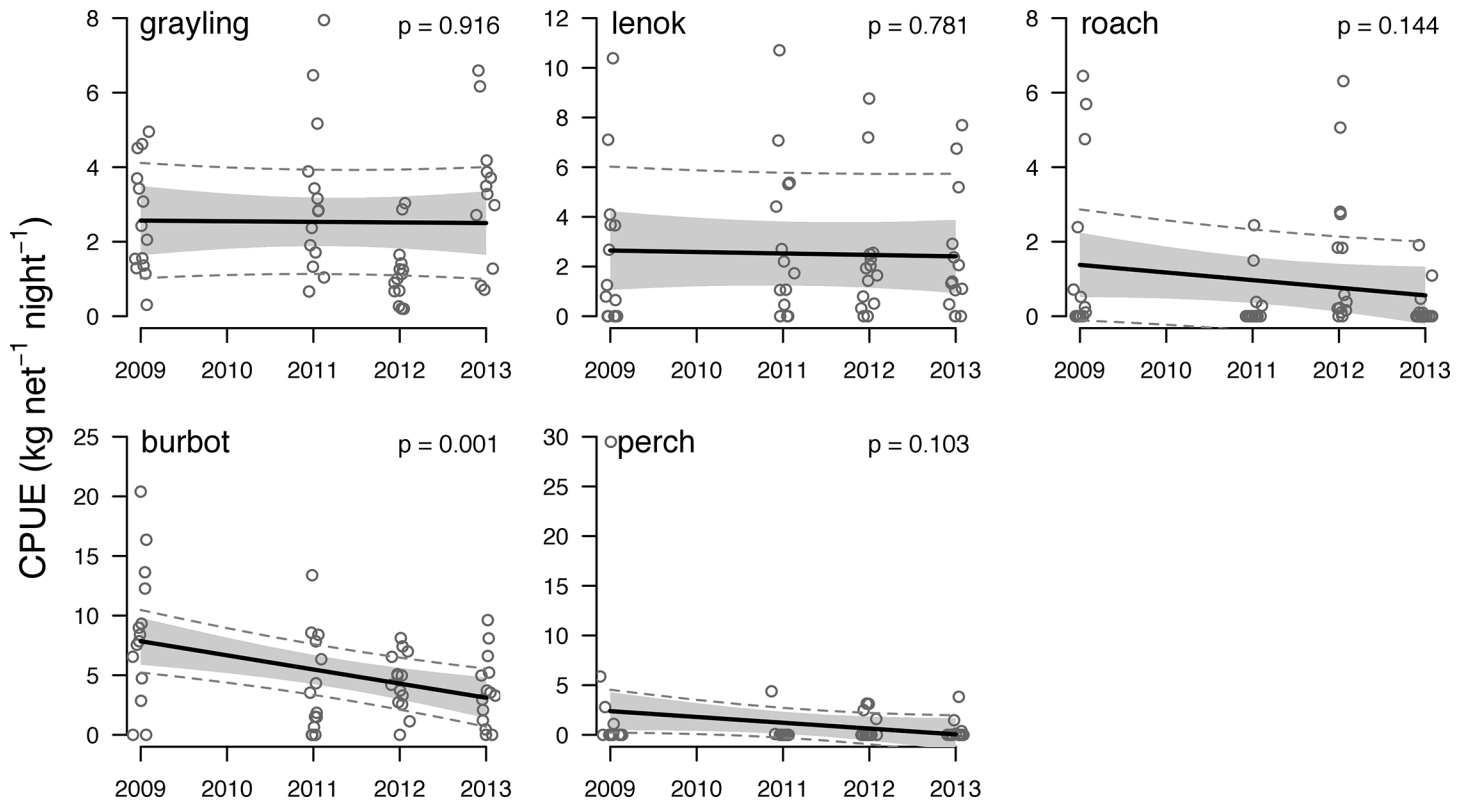 CPUE (kg net⁻¹ night⁻¹)
grayling p = 0.916
8
6
4
2
0
2009 2010 2011 2012 2013
lenok p = 0.781
12
10
8
6
4
2
0
2009 2010 2011 2012 2013
roach p = 0.144
8
6
4
2
0
2009 2010 2011 2012 2013
burbot p = 0.001
25
20
15
10
5
0
2009 2010 2011 2012 2013
perch p = 0.103
30
25
20
15
10
5
0
2009 2010 2011 2012 2013